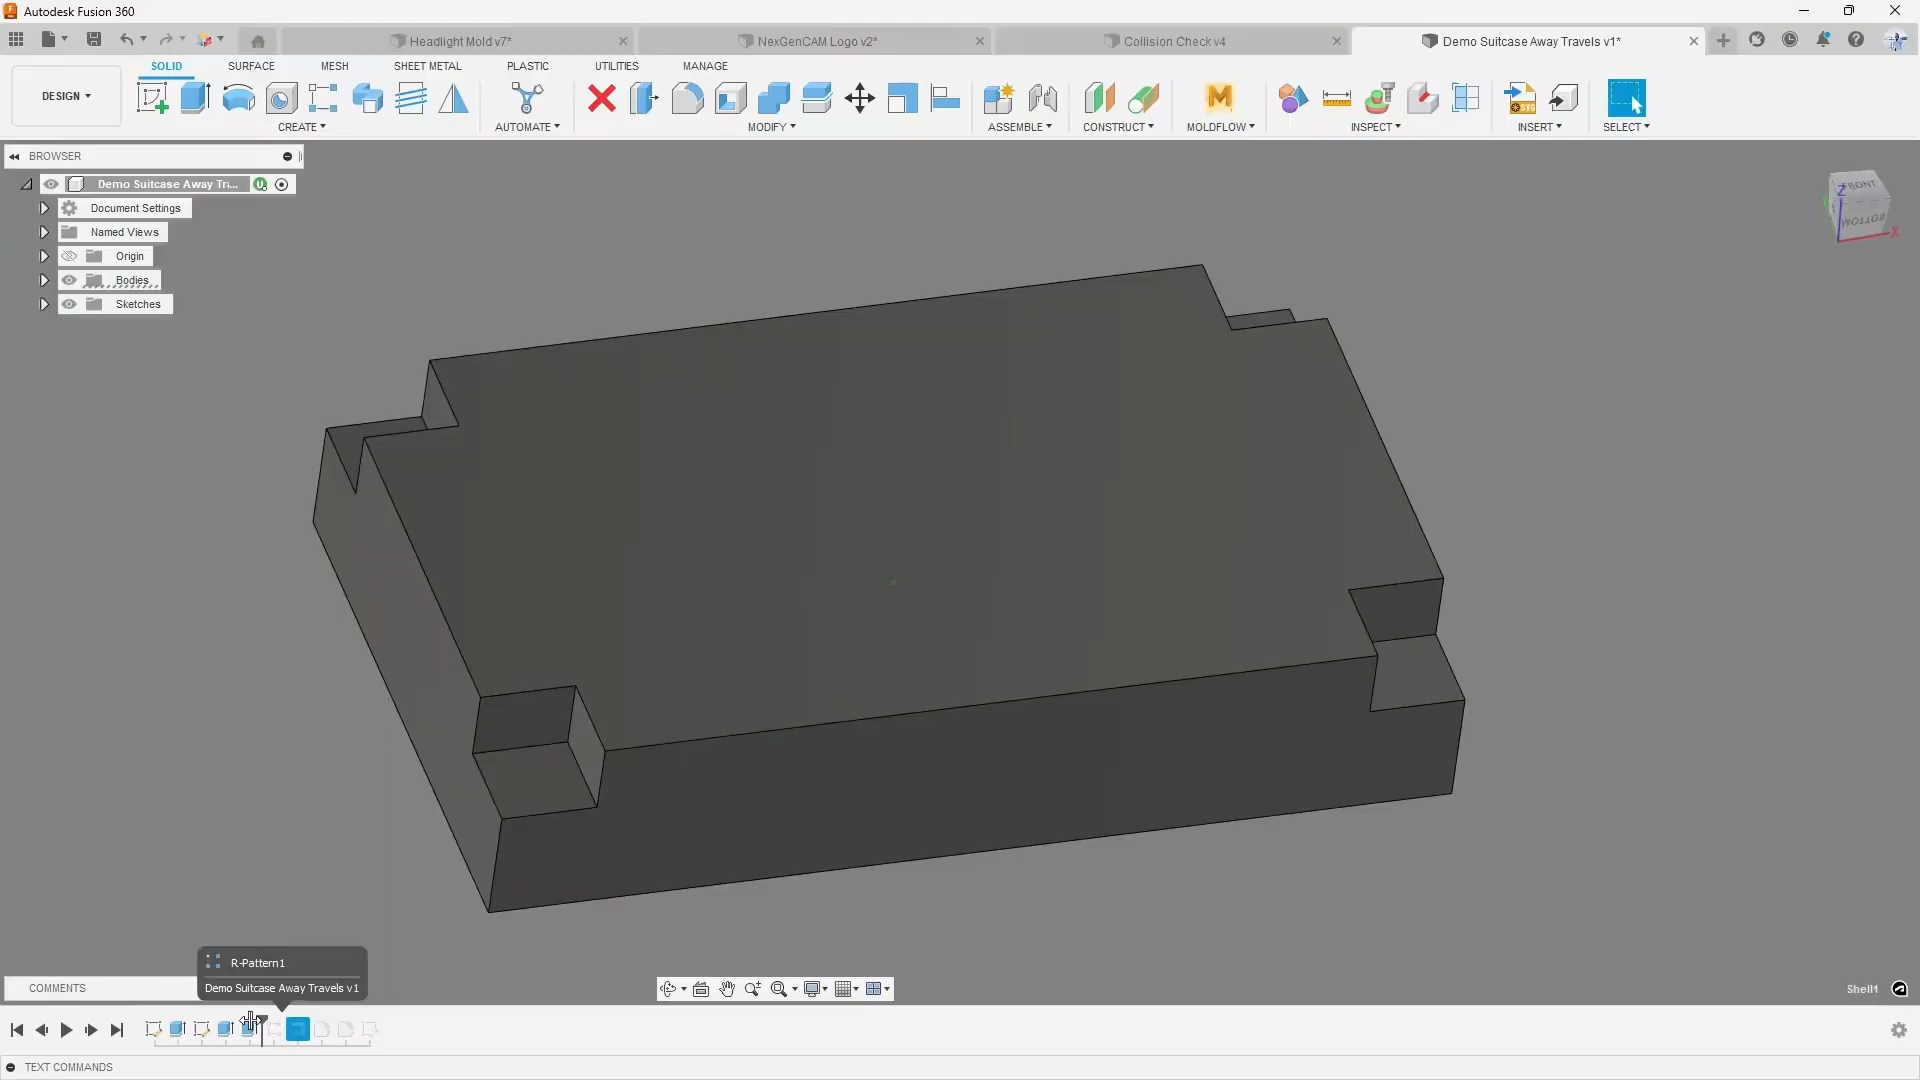 Autodesk Fusion 360
Headlight Mold v7*
NexGenCAM Logo v2*
Collision Check v4
Demo Suitcase Away Travels v1*
DESIGN
SOLID
SURFACE
MESH
SHEET METAL
PLASTIC
UTILITIES
MANAGE
CREATE
AUTOMATE
MODIFY
ASSEMBLE
CONSTRUCT
MOLDFLOW
INSPECT
INSERT
SELECT
BROWSER
Demo Suitcase Away Tr...
Document Settings
Named Views
Origin
Bodies
Sketches
FRONT
BOTTOM
Z
X
R-Pattern1
Demo Suitcase Away Travels v1
COMMENTS
Shell1
TEXT COMMANDS